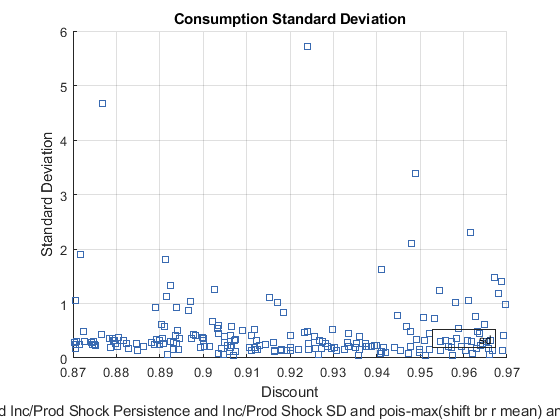 Consumption Standard Deviation
6
5
4
3
2
1
0
Standard Deviation
0.87 0.88 0.89 0.9 0.91 0.92 0.93 0.94 0.95 0.96 0.97
Discount
d Inc/Prod Shock Persistence and Inc/Prod Shock SD and pois-max(shift br r mean) a